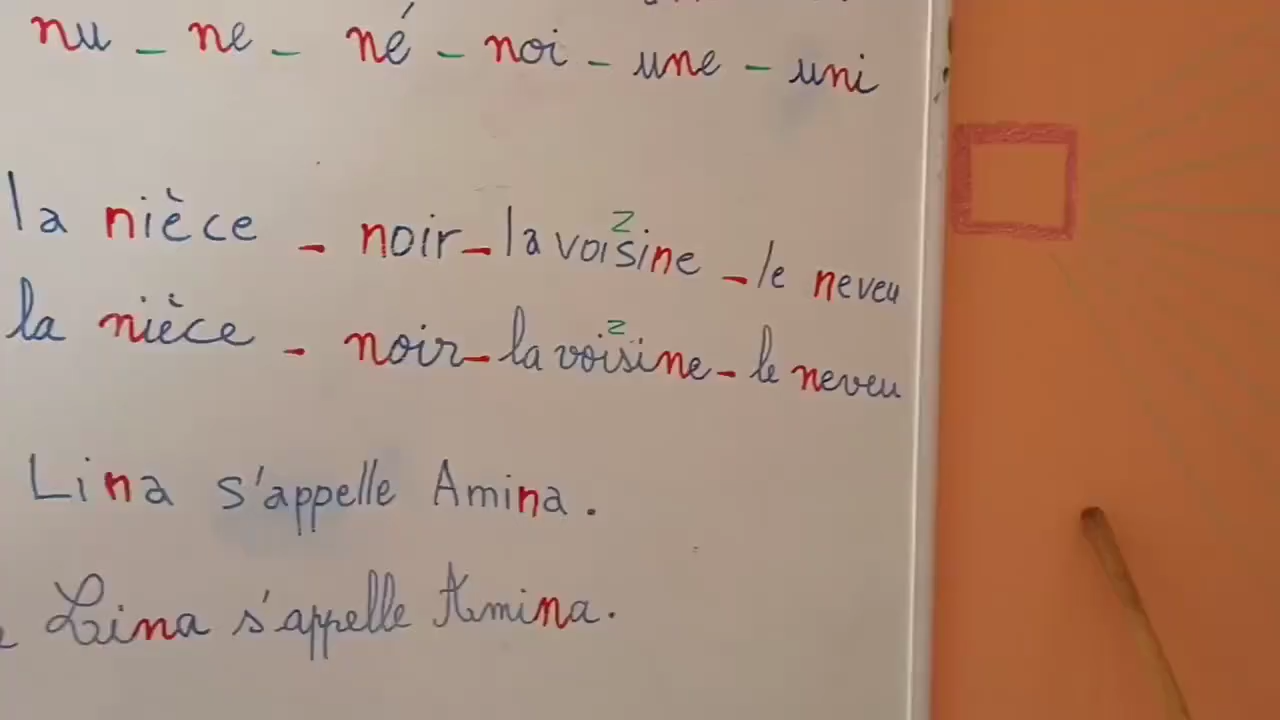 nu - ne - né - noi - une - uni
la nièce - noir - la voisine - le neveu
z
la nièce - noir - la voisine - le neveu
z
Lina s'appelle Amina.
Lina s'appelle Amina.